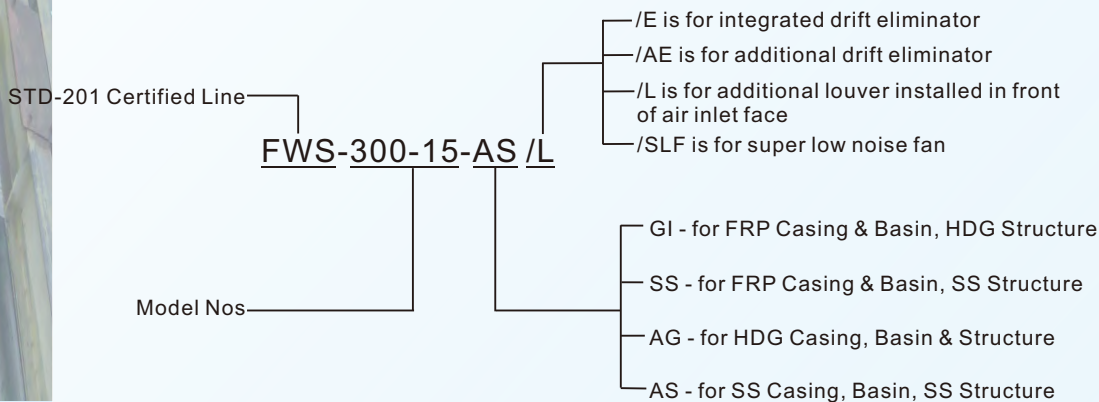 /E is for integrated drift eliminator
/AE is for additional drift eliminator
/L is for additional louver installed in front
of air inlet face
/SLF is for super low noise fan
STD-201 Certified Line
FWS-300-15-AS /L
Model Nos
GI - for FRP Casing & Basin, HDG Structure
SS - for FRP Casing & Basin, SS Structure
AG - for HDG Casing, Basin & Structure
AS - for SS Casing, Basin, SS Structure